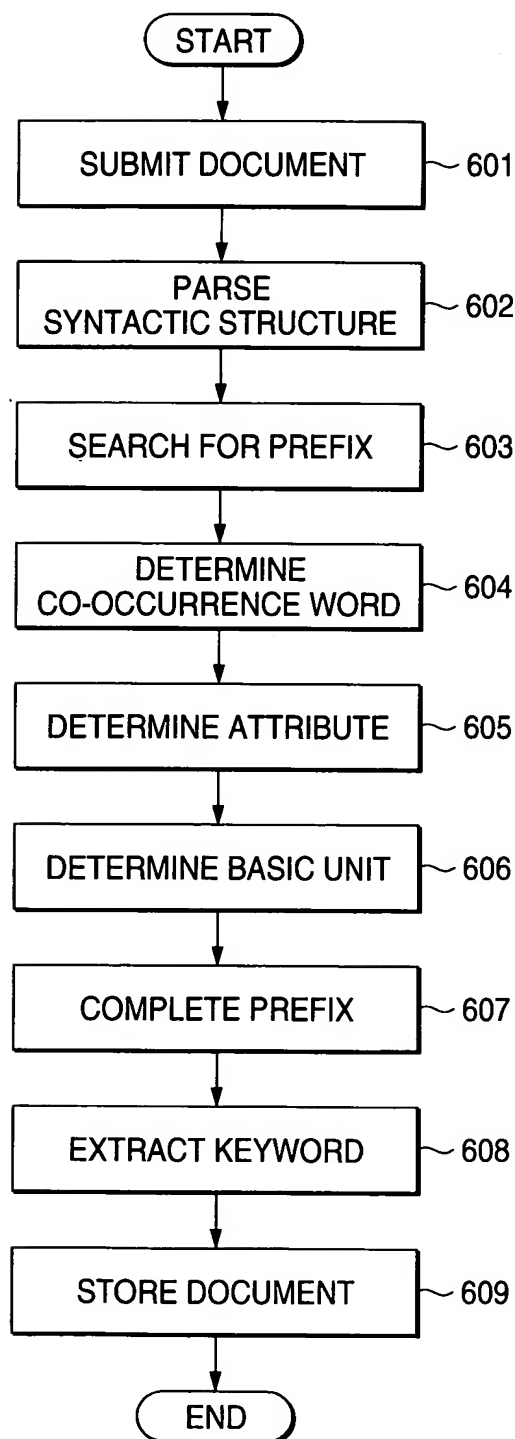 START
SUBMIT DOCUMENT
601
PARSE
SYNTACTIC STRUCTURE
602
SEARCH FOR PREFIX
603
DETERMINE
CO-OCCURRENCE WORD
604
DETERMINE ATTRIBUTE
605
DETERMINE BASIC UNIT
606
COMPLETE PREFIX
607
EXTRACT KEYWORD
608
STORE DOCUMENT
609
END